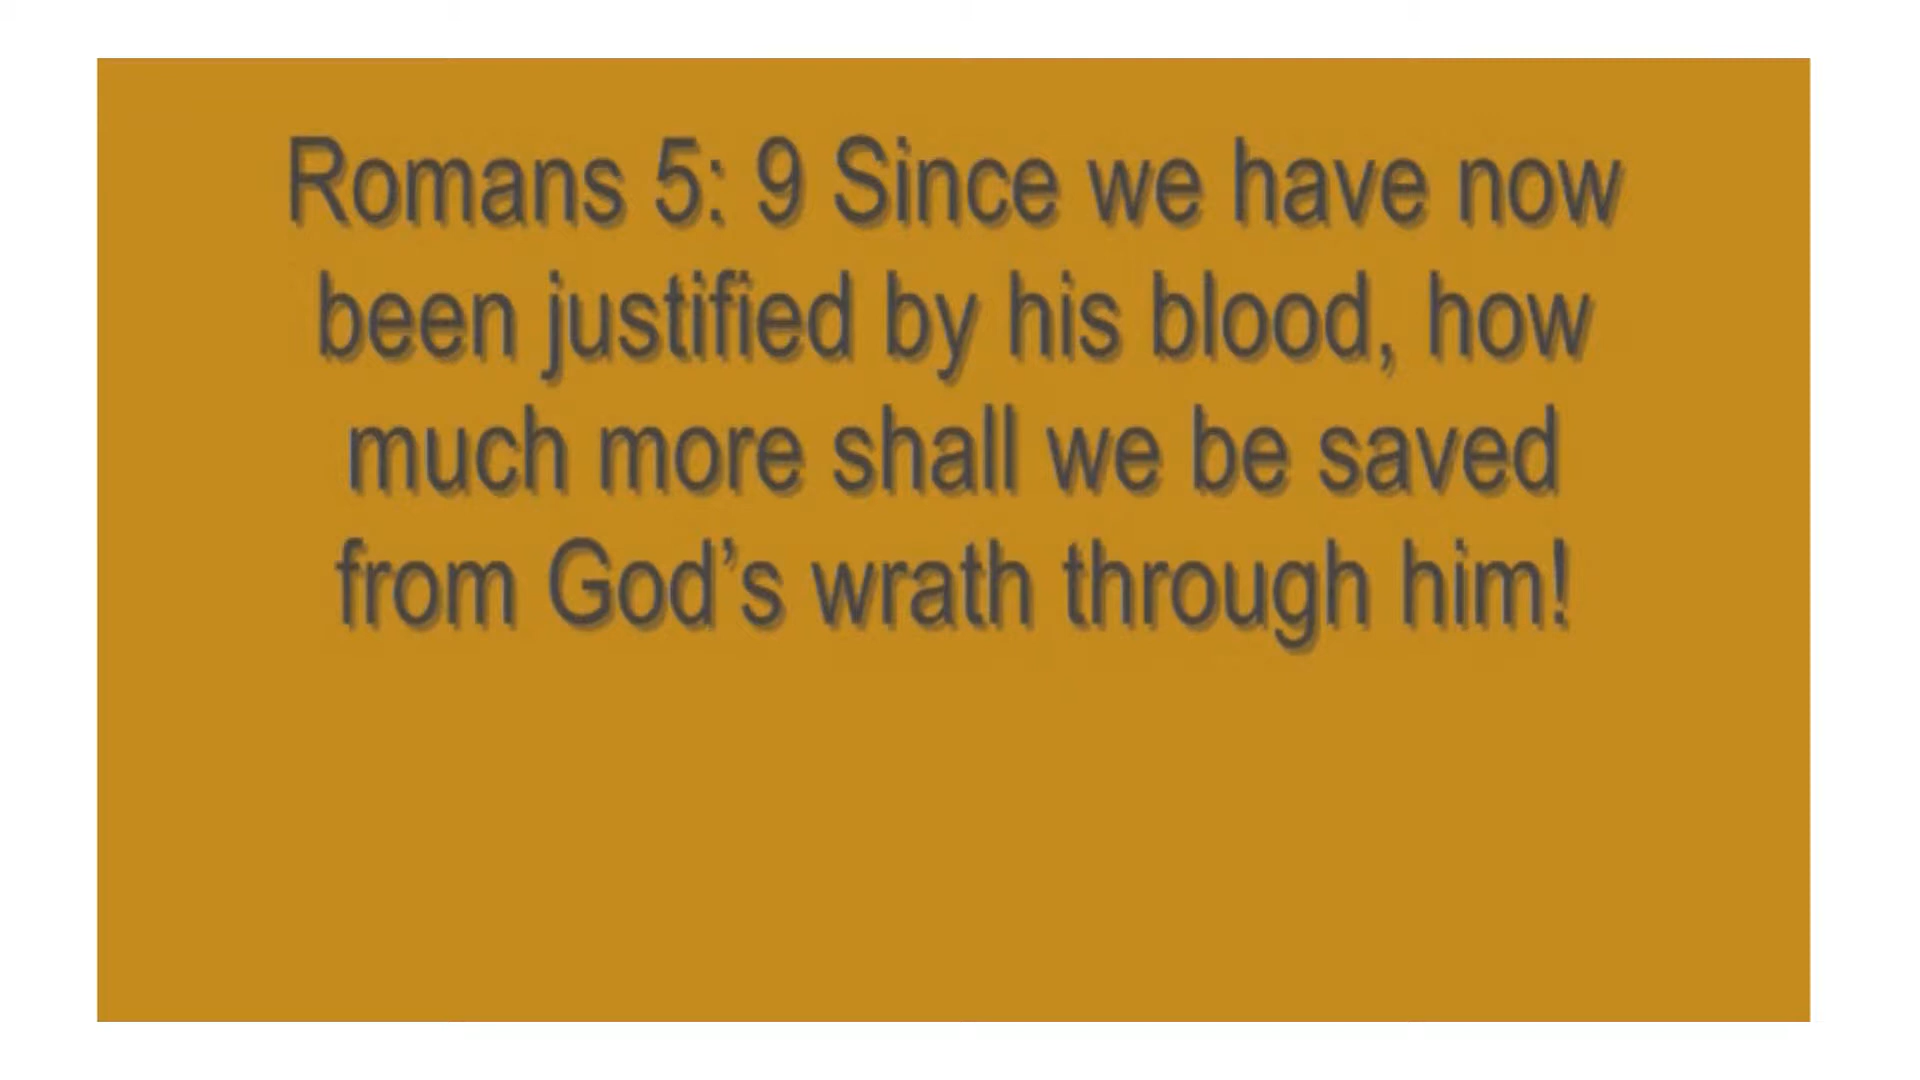 Romans 5: 9 Since we have now
been justified by his blood, how
much more shall we be saved
from God’s wrath through him!